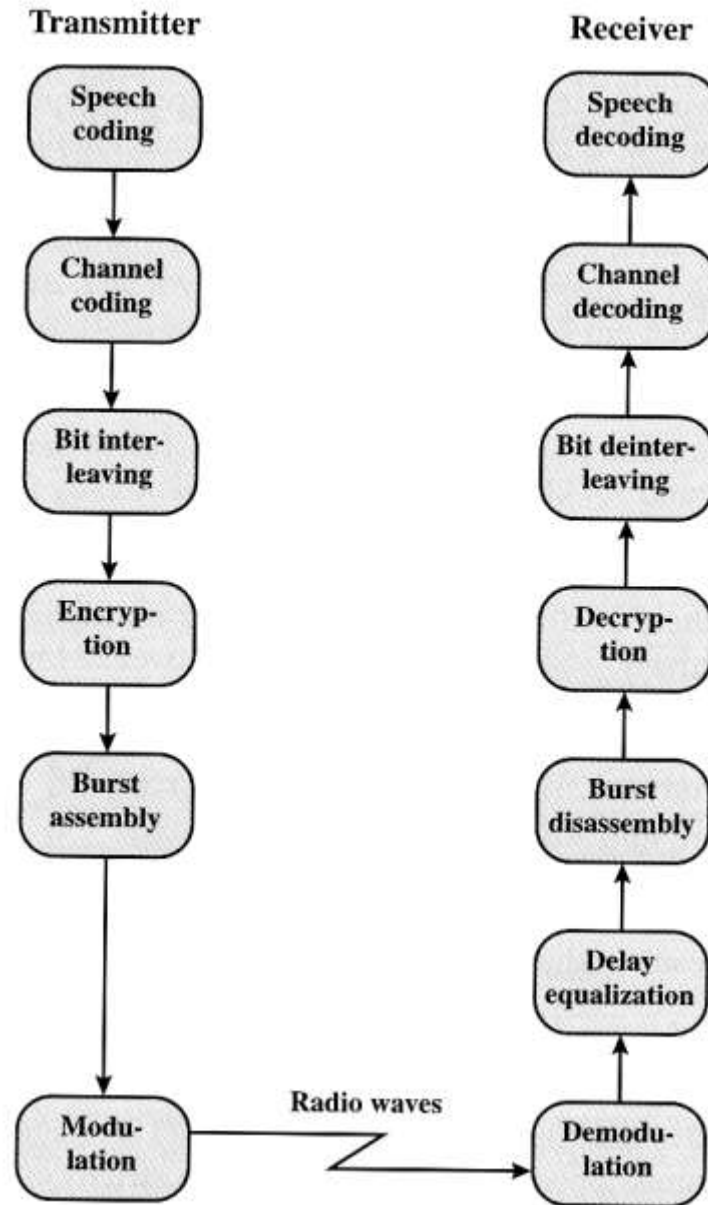 Transmitter
Receiver
Speech
coding
Channel
coding
Bit inter-
leaving
Encryp-
tion
Burst
assembly
Modu-
lation
Radio waves
Speech
decoding
Channel
decoding
Bit deinter-
leaving
Decryp-
tion
Burst
disassembly
Delay
equalization
Demodu-
lation